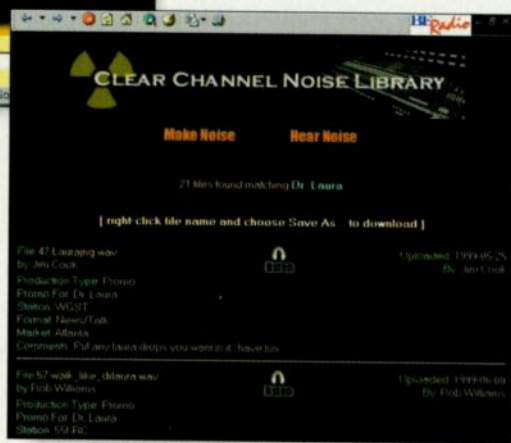 BE Radio
CLEAR CHANNEL NOISE LIBRARY
Make Noise Hear Noise
21 files found matching Dr. Laura
[ right click file name and choose Save As... to download ]
File 47-Laurajng.wav
by Jim Cook
Production Type: Promo
Promo For: Dr. Laura
Station: WGST
Format: News/Talk
Market: Atlanta
Comments: Put any laura drops you want in it. have fun
Uploaded: 1999-05-25
By: Jim Cook
File 57-walk_like_drlaura.wav
by Rob Williams
Production Type: Promo
Promo For: Dr. Laura
Station:
Uploaded: 1999-06-08
By: Rob Williams